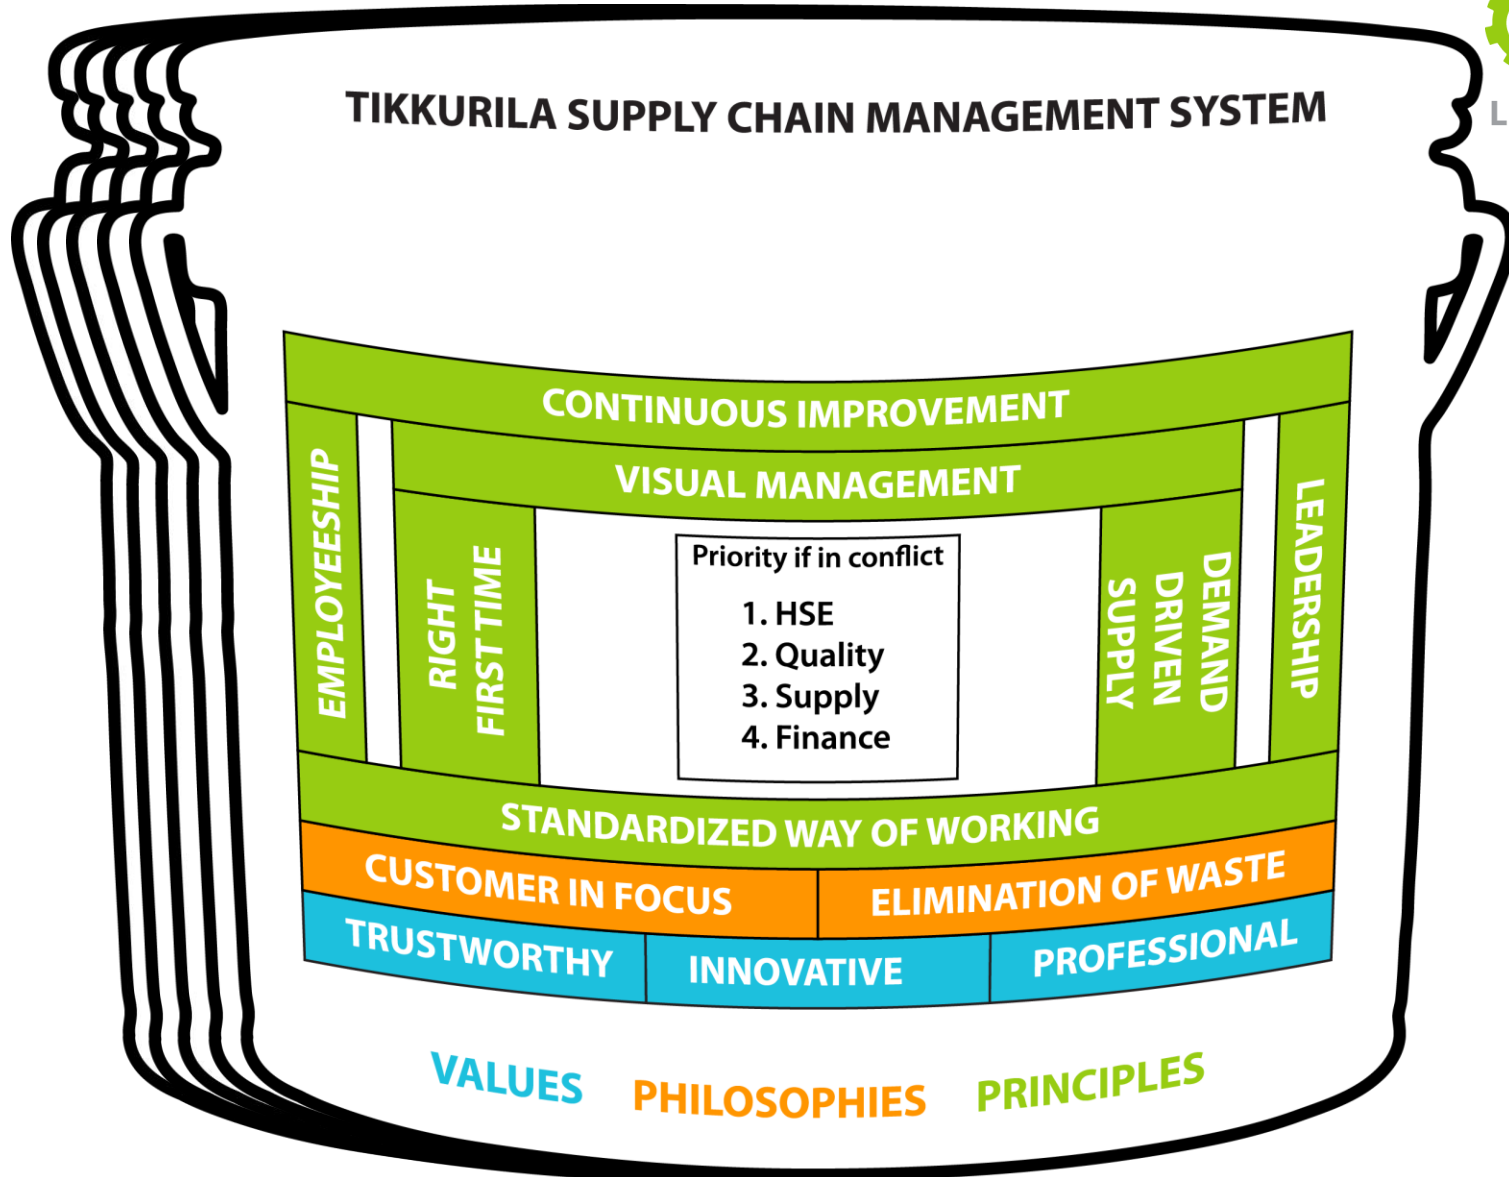 TIKKURILA SUPPLY CHAIN MANAGEMENT SYSTEM
L
CONTINUOUS IMPROVEMENT
VISUAL MANAGEMENT
EMPLOYEESHIP
RIGHT
FIRST TIME
Priority if in conflict
1. HSE
2. Quality
3. Supply
4. Finance
DEMAND
DRIVEN
SUPPLY
LEADERSHIP
STANDARDIZED WAY OF WORKING
CUSTOMER IN FOCUS
ELIMINATION OF WASTE
TRUSTWORTHY
INNOVATIVE
PROFESSIONAL
VALUES
PHILOSOPHIES
PRINCIPLES